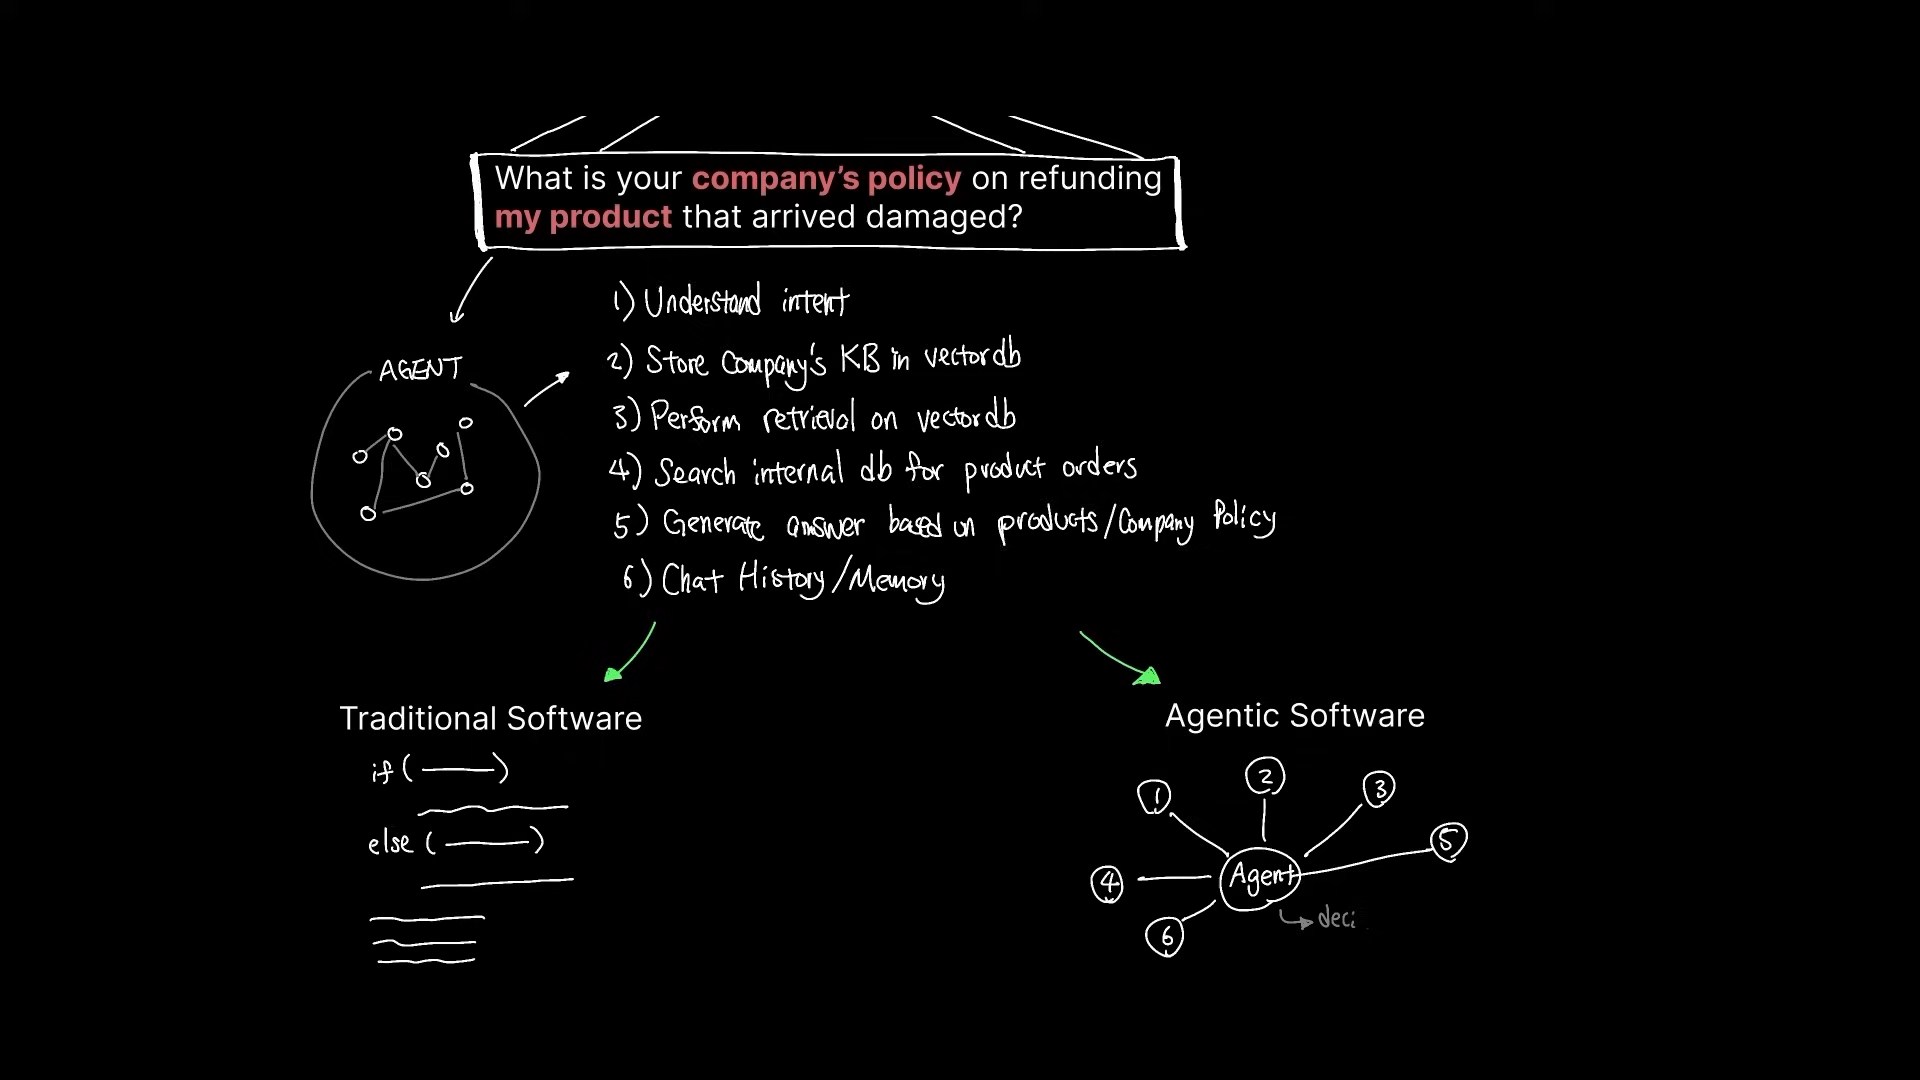 What is your company’s policy on refunding
my product that arrived damaged?
AGENT
1) Understand intent
2) Store Company's KB in vectordb
3) Perform retrieval on vectordb
4) Search internal db for product orders
5) Generate answer based on products/Company Policy
6) Chat History/Memory
Traditional Software
if ( )
else ( )
Agentic Software
1
2
3
4
5
6
Agent
deci